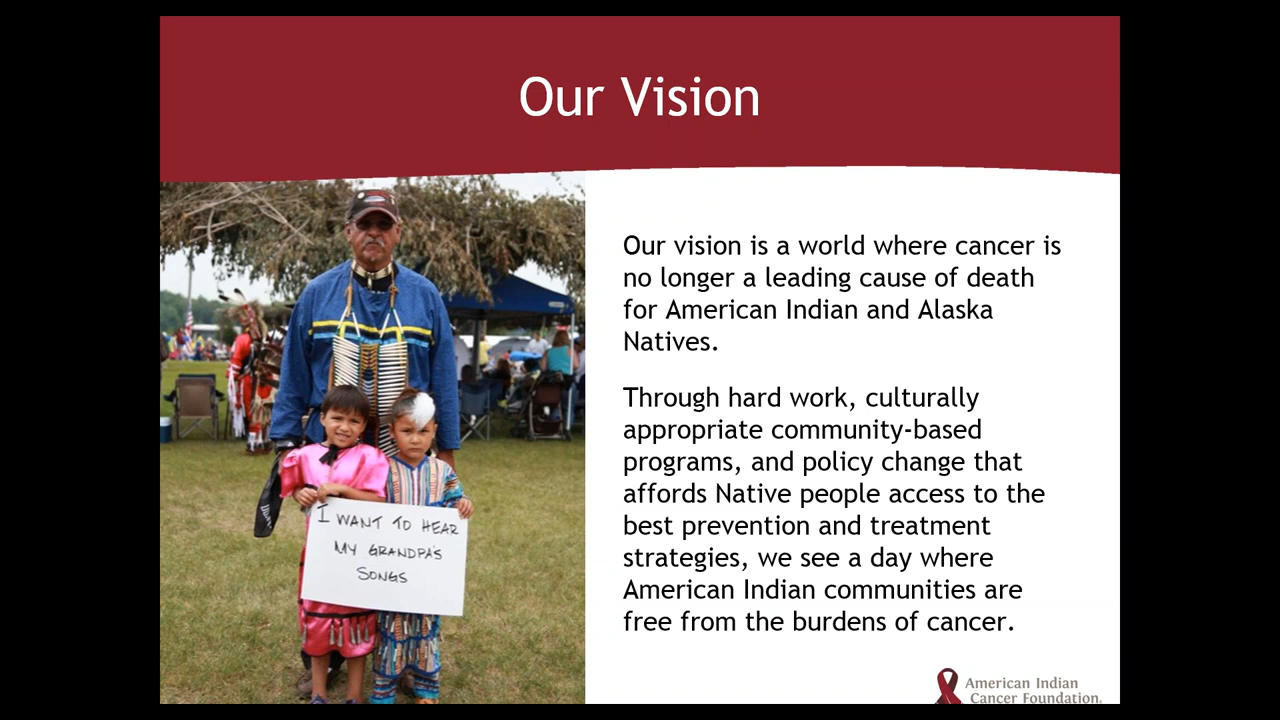 Our Vision
Our vision is a world where cancer is
no longer a leading cause of death
for American Indian and Alaska
Natives.
Through hard work, culturally
appropriate community-based
programs, and policy change that
affords Native people access to the
best prevention and treatment
strategies, we see a day where
American Indian communities are
free from the burdens of cancer.
I WANT TO HEAR
MY GRANDPA'S
SONGS
American Indian
Cancer Foundation.